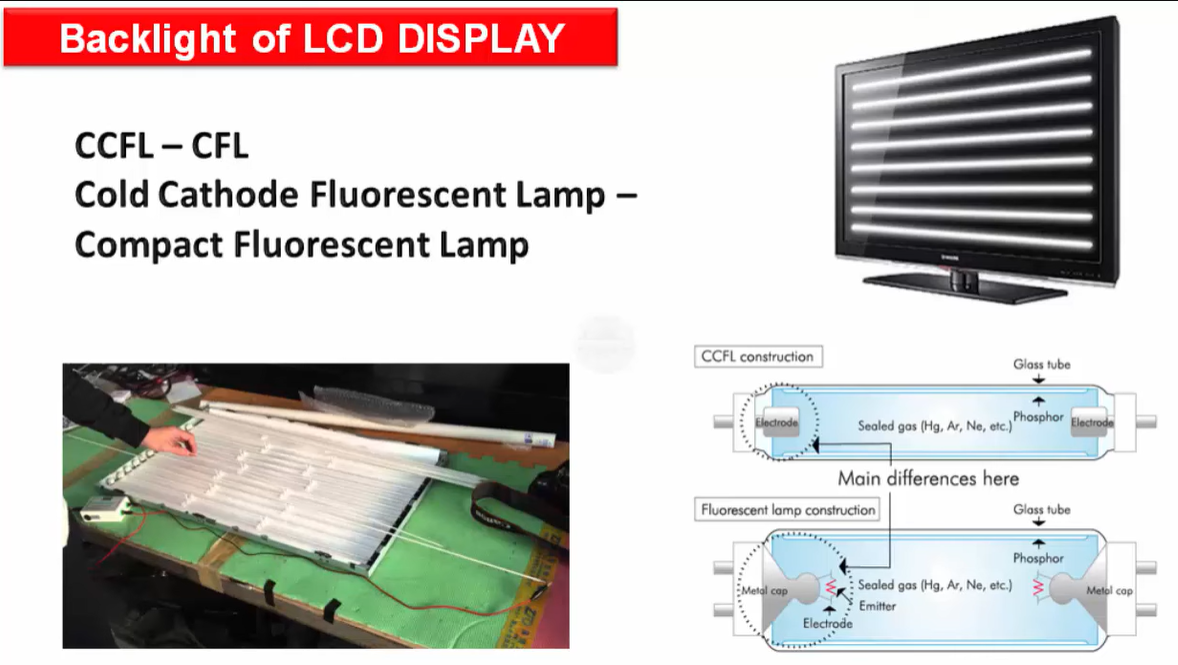 Backlight of LCD DISPLAY
CCFL – CFL
Cold Cathode Fluorescent Lamp –
Compact Fluorescent Lamp
SAMSUNG
CCFL construction
Glass tube
Phosphor
Electrode
Sealed gas (Hg, Ar, Ne, etc.)
Electrode
Main differences here
Fluorescent lamp construction
Glass tube
Phosphor
Metal cap
Sealed gas (Hg, Ar, Ne, etc.)
Metal cap
Emitter
Electrode